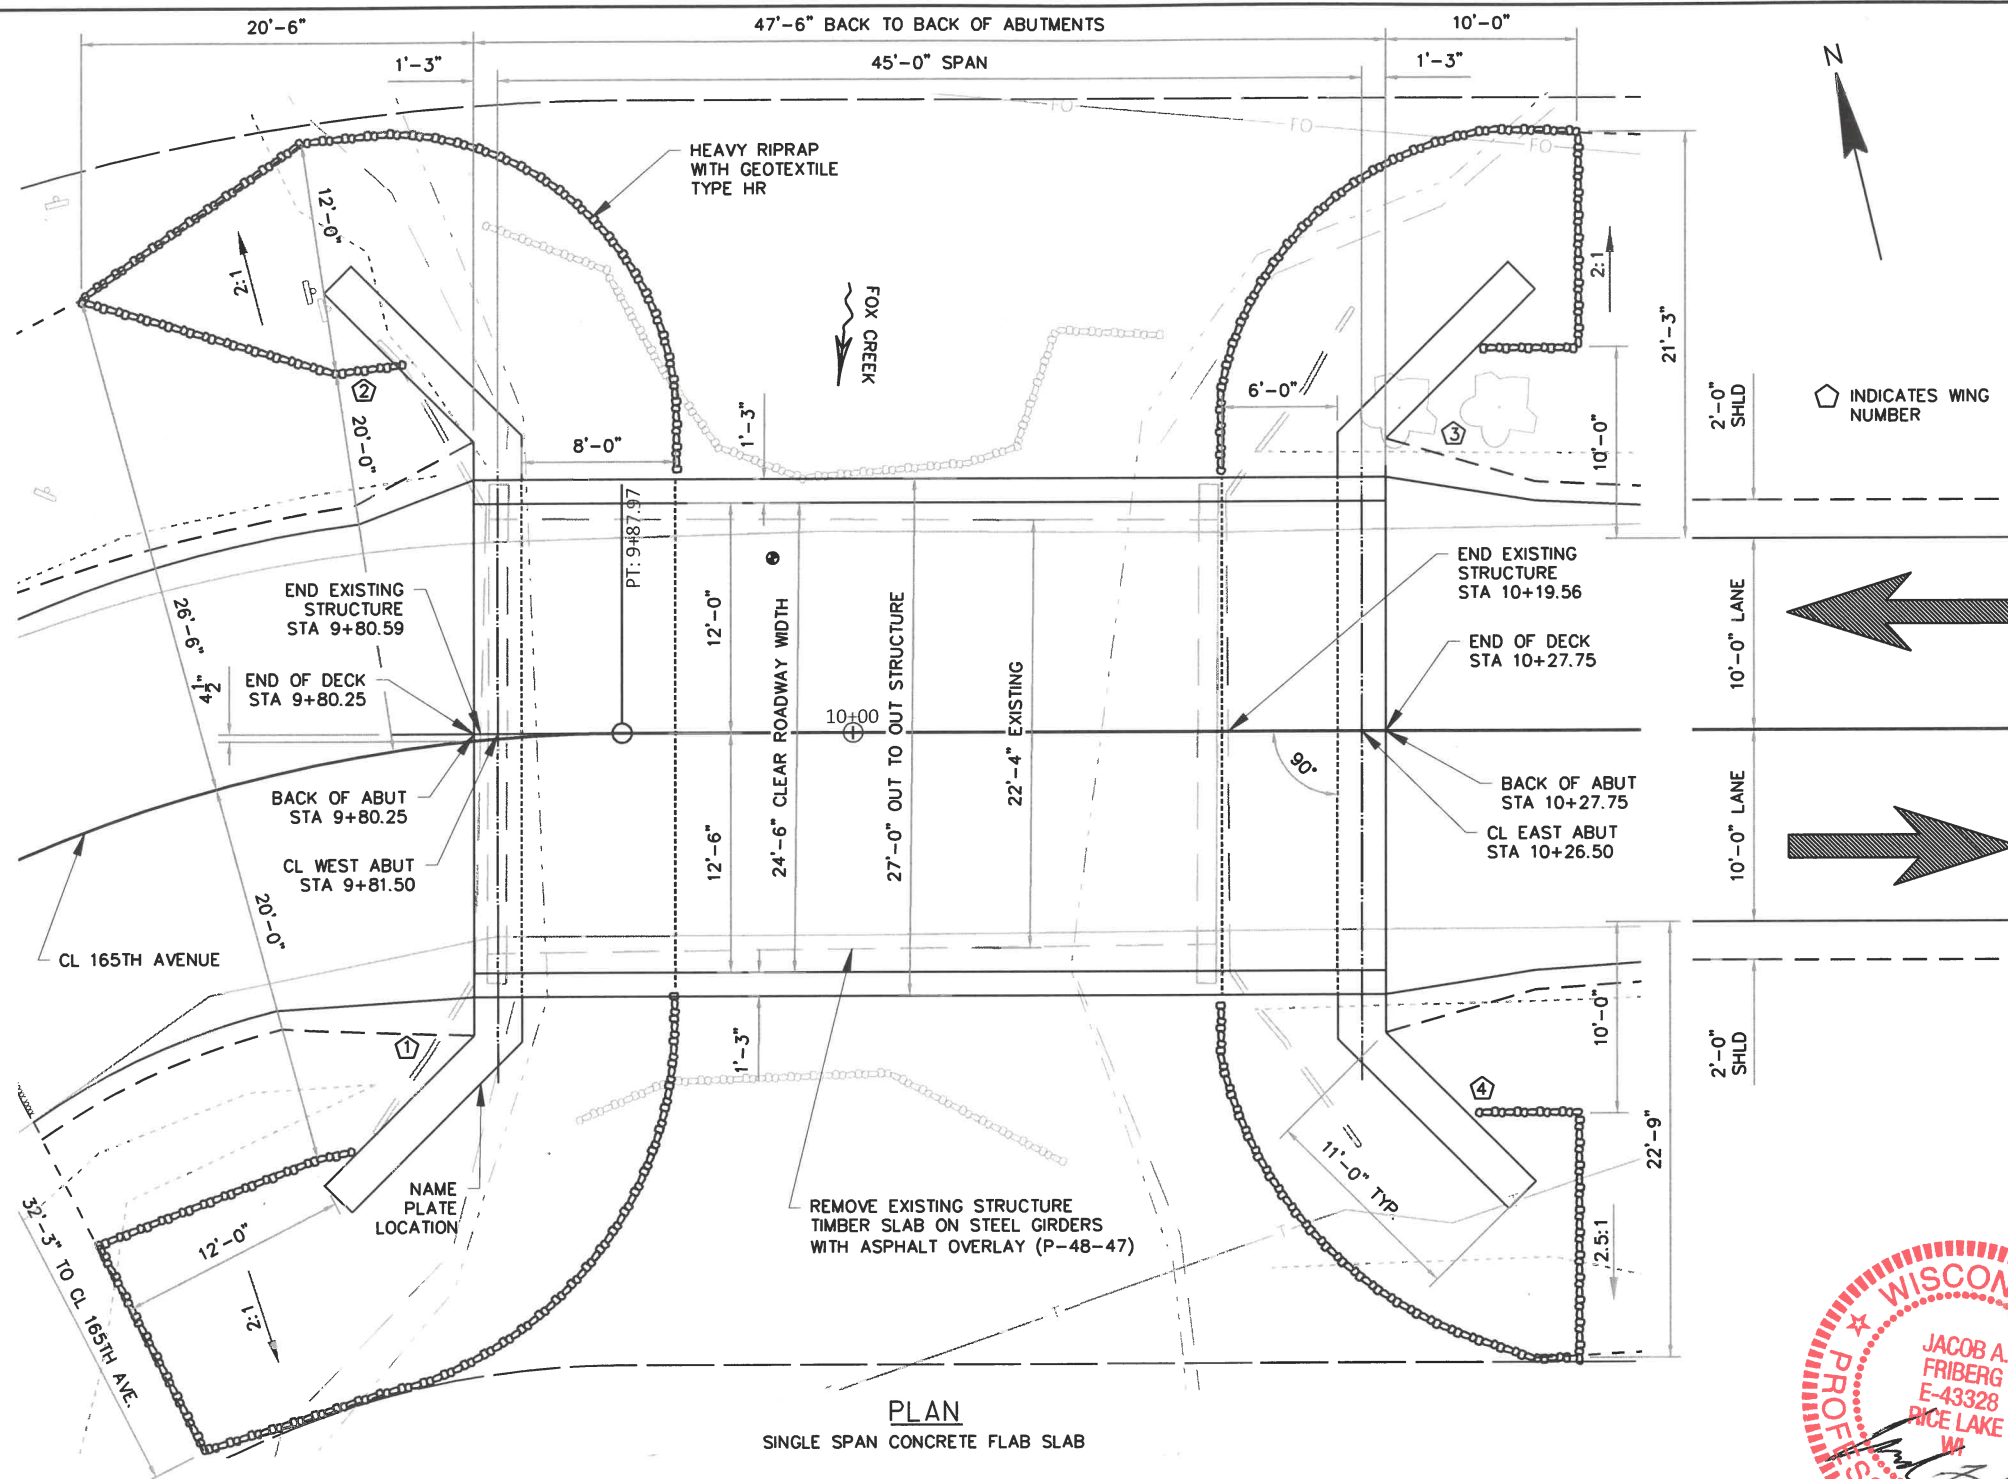 20'-6"
47'-6" BACK TO BACK OF ABUTMENTS
10'-0"
1'-3"
45'-0" SPAN
1'-3"
N
FO
FO
FO
HEAVY RIPRAP
WITH GEOTEXTILE
TYPE HR
12'-0"
2:1
FOX CREEK
2:1
21'-3"
2
20'-0"
8'-0"
1'-3"
6'-0"
3
10'-0"
2'-0"
SHLD
INDICATES WING
NUMBER
PT: 9+87.97
END EXISTING
STRUCTURE
STA 9+80.59
26'-6"
4 1/2"
END OF DECK
STA 9+80.25
12'-0"
24'-6" CLEAR ROADWAY WIDTH
27'-0" OUT TO OUT STRUCTURE
22'-4" EXISTING
10+00
END EXISTING
STRUCTURE
STA 10+19.56
END OF DECK
STA 10+27.75
10'-0" LANE
90°
BACK OF ABUT
STA 9+80.25
12'-6"
BACK OF ABUT
STA 10+27.75
CL EAST ABUT
STA 10+26.50
10'-0" LANE
CL WEST ABUT
STA 9+81.50
20'-0"
CL 165TH AVENUE
1
1'-3"
10'-0"
2'-0"
SHLD
4
22'-9"
11'-0" TYP.
NAME
PLATE
LOCATION
REMOVE EXISTING STRUCTURE
TIMBER SLAB ON STEEL GIRDERS
WITH ASPHALT OVERLAY (P-48-47)
12'-0"
32'-3" TO CL 165TH AVE.
2:1
2.5:1
T
T
WISCON
PROFES
JACOB A.
FRIBERG
E-43328
RICE LAKE
WI
PLAN
SINGLE SPAN CONCRETE FLAB SLAB